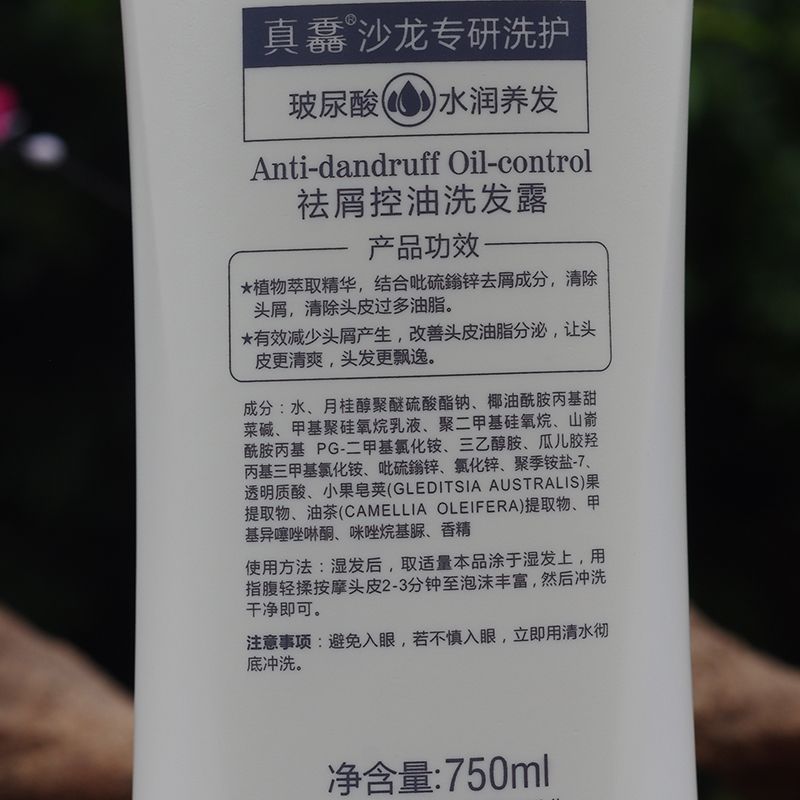 真馫®沙龙专研洗护
玻尿酸 水润养发
Anti-dandruff Oil-control
祛屑控油洗发露
产品功效
★植物萃取精华，结合吡硫鎓锌去屑成分，清除
头屑，清除头皮过多油脂。
★有效减少头屑产生，改善头皮油脂分泌，让头
皮更清爽，头发更飘逸。
成分：水、月桂醇聚醚硫酸酯钠、椰油酰胺丙基甜
菜碱、甲基聚硅氧烷乳液、聚二甲基硅氧烷、山嵛
酰胺丙基 PG-二甲基氯化铵、三乙醇胺、瓜儿胶羟
丙基三甲基氯化铵、吡硫鎓锌、氯化锌、聚季铵盐-7、
透明质酸、小果皂荚(GLEDITSIA AUSTRALIS)果
提取物、油茶(CAMELLIA OLEIFERA)提取物、甲
基异噻唑啉酮、咪唑烷基脲、香精
使用方法：湿发后，取适量本品涂于湿发上，用
指腹轻揉按摩头皮2-3分钟至泡沫丰富，然后冲洗
干净即可。
注意事项：避免入眼，若不慎入眼，立即用清水彻
底冲洗。
净含量:750ml